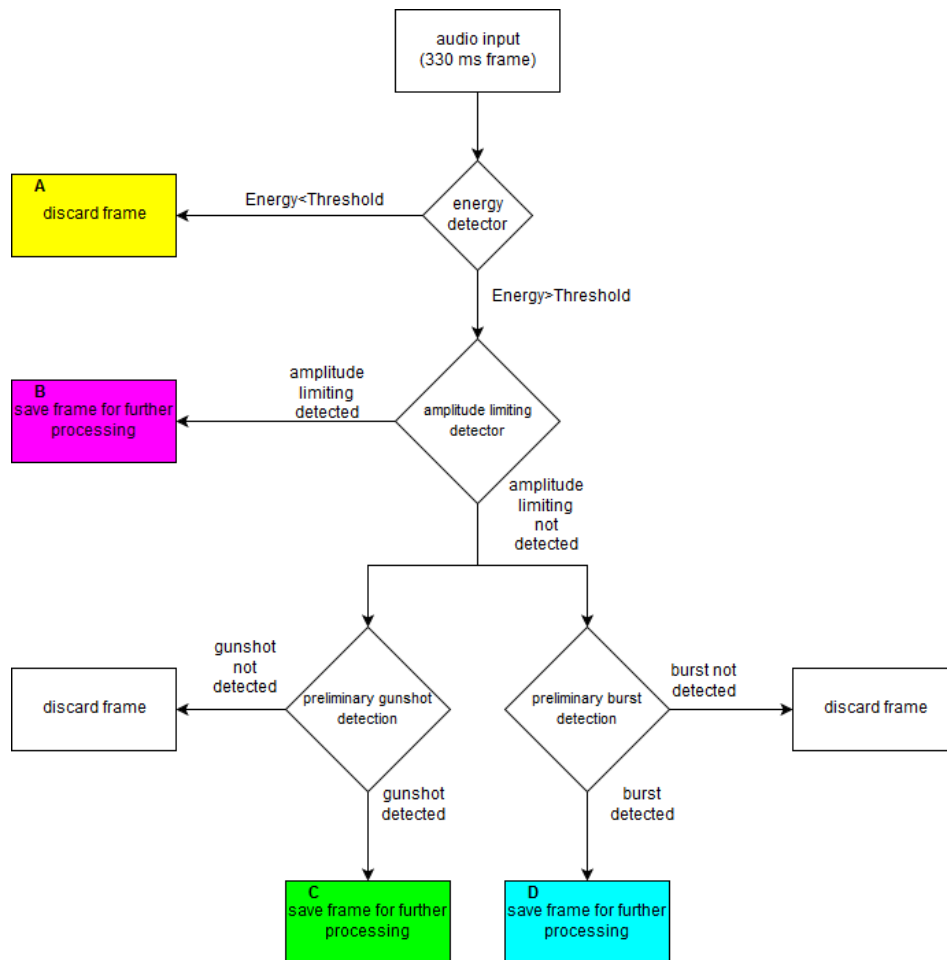 audio input
(330 ms frame)
A
discard frame
Energy<Threshold
energy
detector
Energy>Threshold
B
save frame for further
processing
amplitude
limiting
detected
amplitude limiting
detector
amplitude
limiting
not
detected
discard frame
gunshot
not
detected
preliminary gunshot
detection
preliminary burst
detection
burst not
detected
discard frame
gunshot
detected
burst
detected
C
save frame for further
processing
D
save frame for further
processing